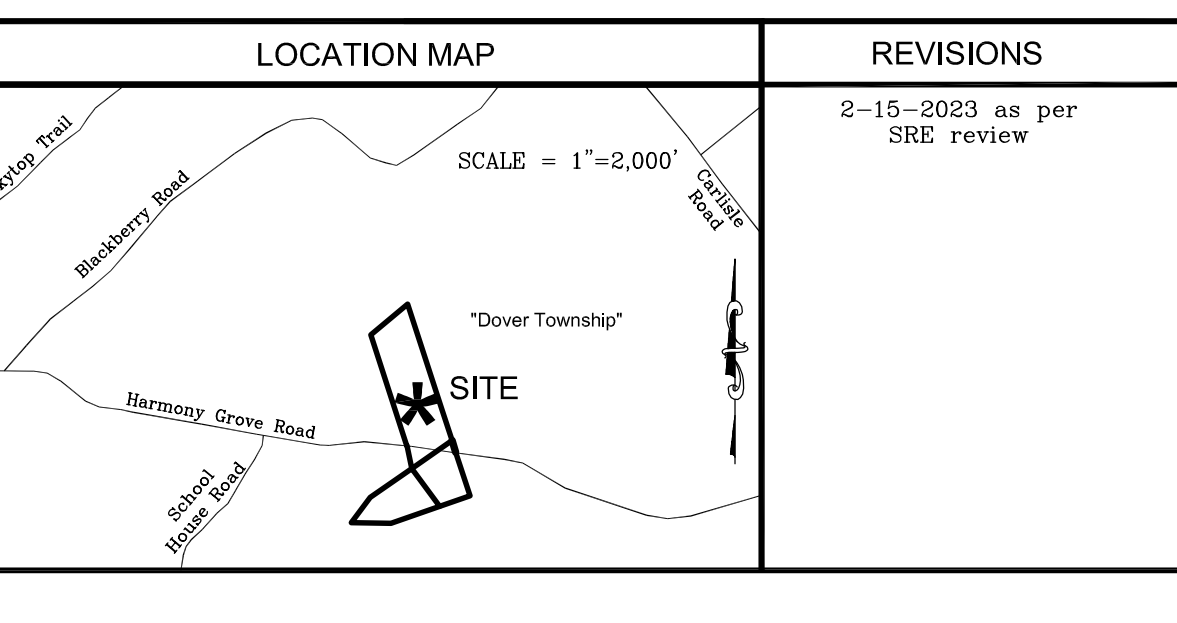 LOCATION MAP
REVISIONS
2-15-2023 as per
SRE review
Trail
SCALE = 1"=2,000'
Blackberry Road
Carlisle
Road
"Dover Township"
SITE
Harmony Grove Road
School
House Road